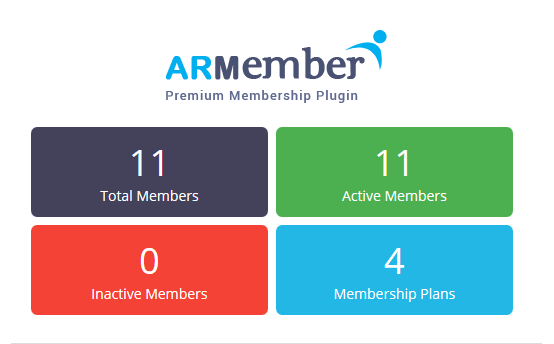 ARMember
Premium Membership Plugin
11
Total Members
11
Active Members
0
Inactive Members
4
Membership Plans